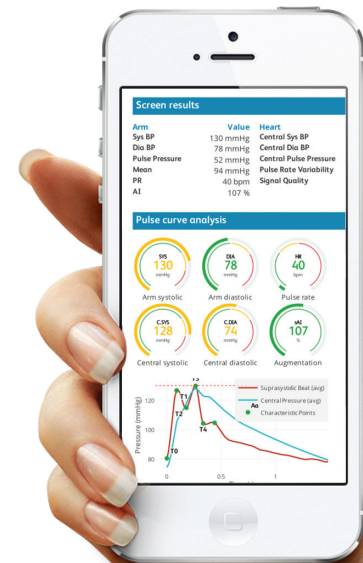 Screen results
Arm Value Heart
Sys BP 130 mmHg Central Sys BP
Dia BP 78 mmHg Central Dia BP
Pulse Pressure 52 mmHg Central Pulse Pressure
Mean 94 mmHg Pulse Rate Variability
PR 40 bpm Signal Quality
AI 107 %
Pulse curve analysis
SYS DIA HR
130 78 40
mmHg mmHg bpm
Arm systolic Arm diastolic Pulse rate
C.SYS C.DIA sAI
128 74 107
mmHg mmHg %
Central systolic Central diastolic Augmentation
T3
Suprasystolic Beat (avg)
Central Pressure (avg)
Aa
Characteristic Points
T1
T2
T4
T0
Pressure (mmHg)
120
100
80
0 0.5 1